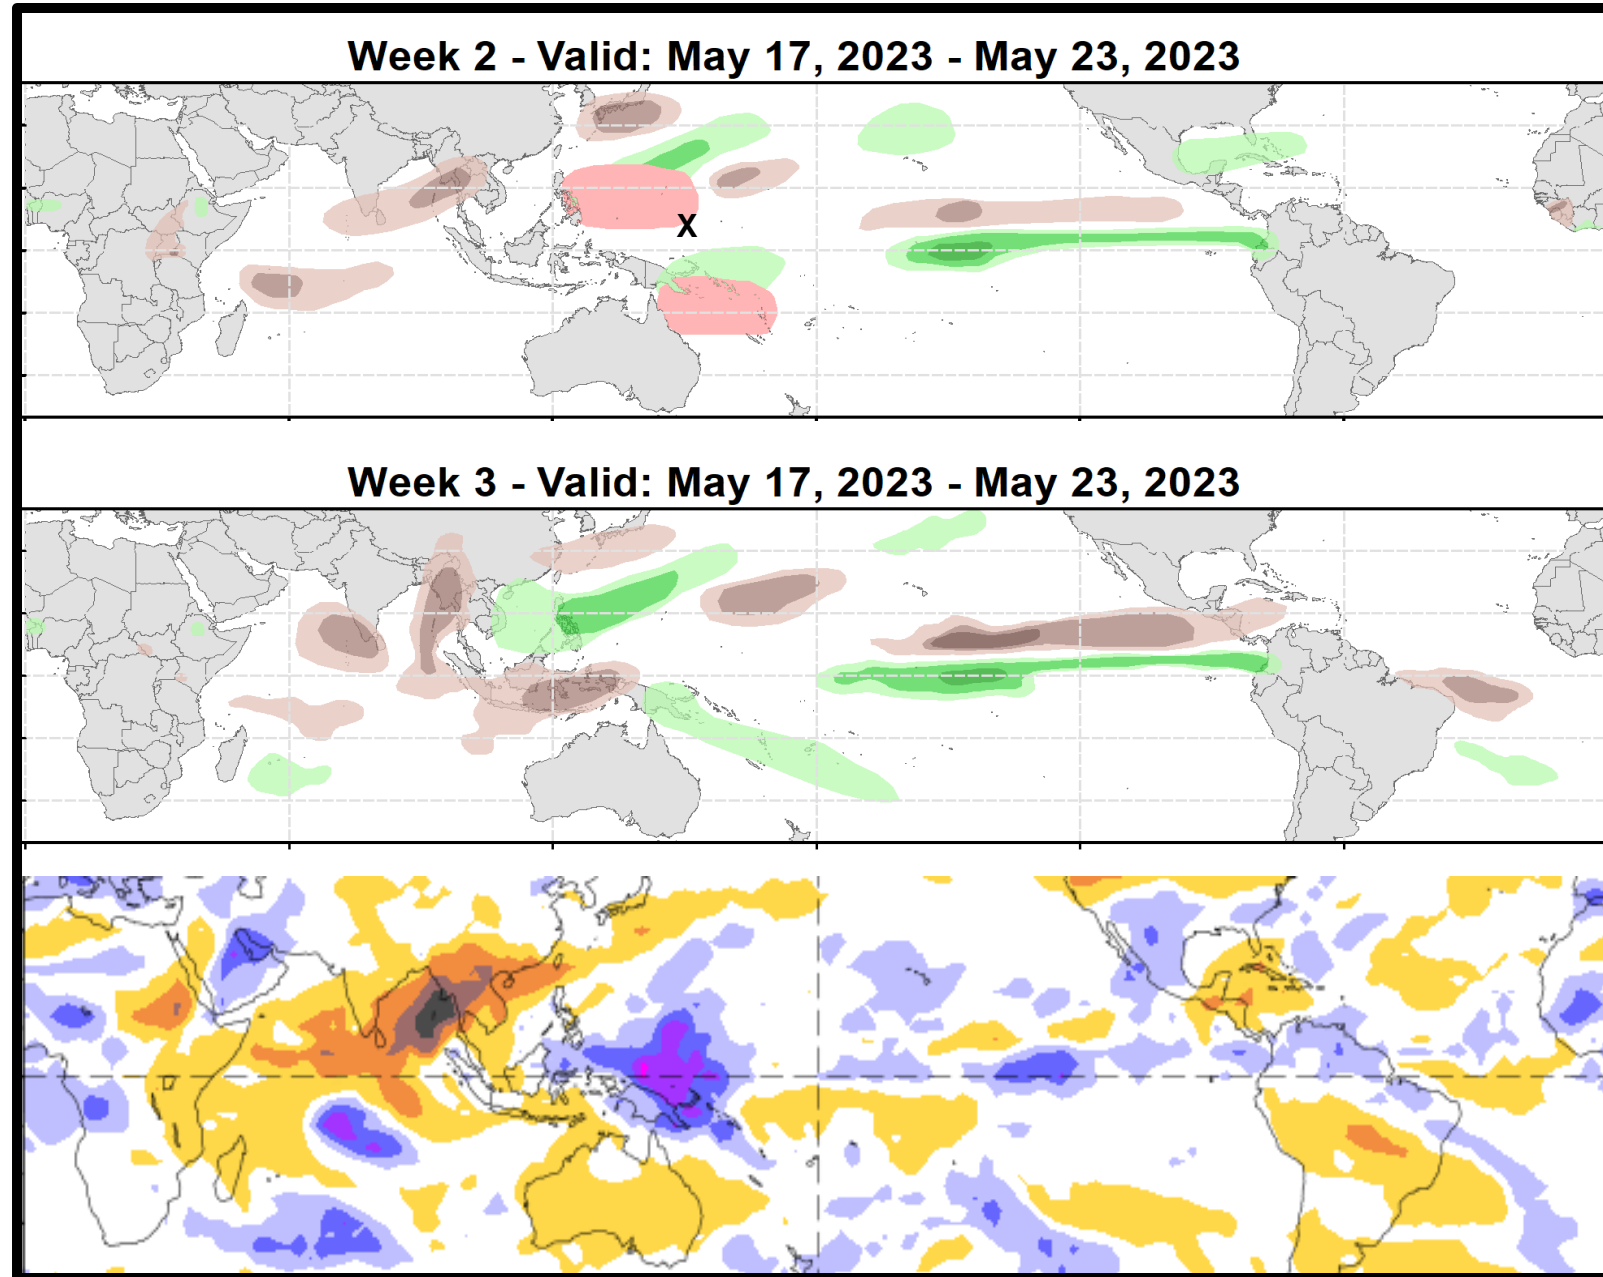 Week 2 - Valid: May 17, 2023 - May 23, 2023
X
Week 3 - Valid: May 17, 2023 - May 23, 2023